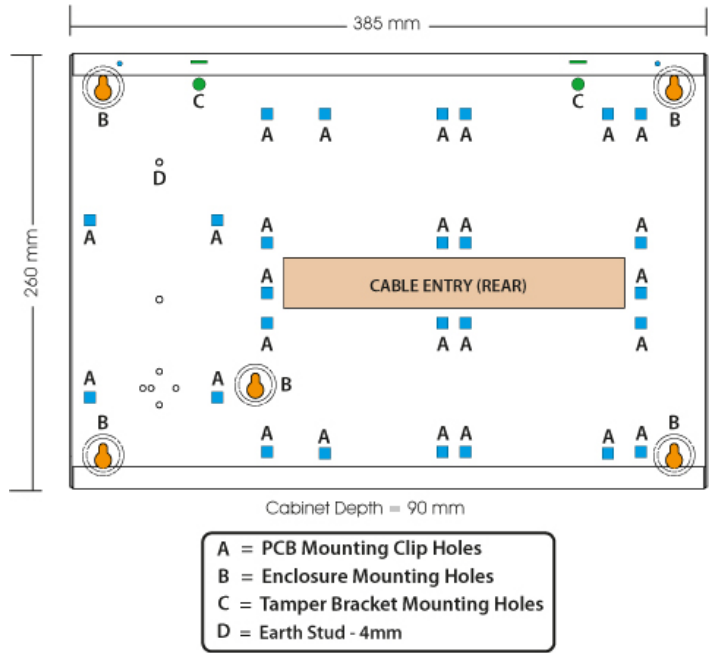 385 mm
B
C
C
B
A
A
A
A
A
A
D
A
A
A
A
A
A
260 mm
A
CABLE ENTRY (REAR)
A
A
A
A
A
A
A
B
B
B
A
A
A
A
A
A
Cabinet Depth = 90 mm
A = PCB Mounting Clip Holes
B = Enclosure Mounting Holes
C = Tamper Bracket Mounting Holes
D = Earth Stud - 4mm